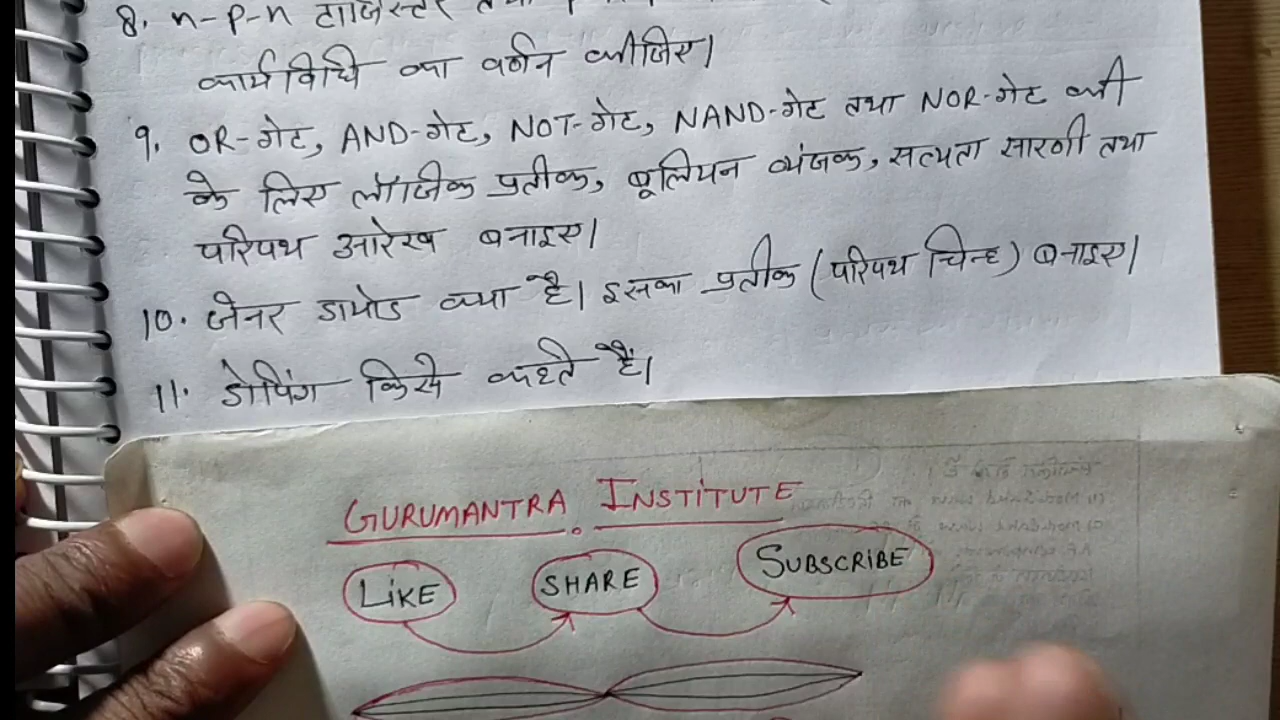 8. n-p-n ट्रांजिस्टर तथा
कार्यविधि का वर्णन कीजिए।
9. OR-गेट, AND-गेट, NOT-गेट, NAND-गेट तथा NOR-गेट की
के लिए लॉजिक प्रतीक, बूलियन व्यंजक, सत्यता सारणी तथा
परिपथ आरेख बनाइए।
10. जेनर डायोड क्या है। इसका प्रतीक (परिपथ चिन्ह) बनाइए।
11. डोपिंग किसे कहते हैं।
GURUMANTRA INSTITUTE
LIKE SHARE SUBSCRIBE